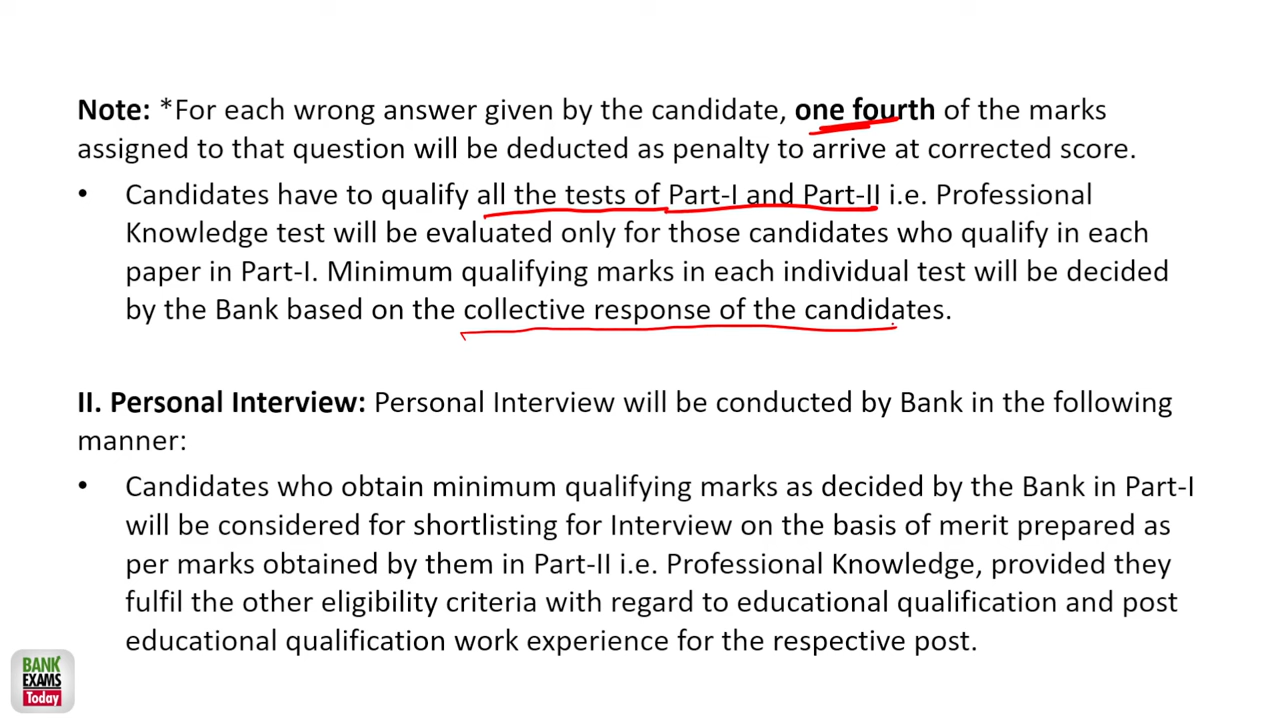 Note: *For each wrong answer given by the candidate, one fourth of the marks
assigned to that question will be deducted as penalty to arrive at corrected score.
• Candidates have to qualify all the tests of Part-I and Part-II i.e. Professional
Knowledge test will be evaluated only for those candidates who qualify in each
paper in Part-I. Minimum qualifying marks in each individual test will be decided
by the Bank based on the collective response of the candidates.
II. Personal Interview: Personal Interview will be conducted by Bank in the following
manner:
• Candidates who obtain minimum qualifying marks as decided by the Bank in Part-I
will be considered for shortlisting for Interview on the basis of merit prepared as
per marks obtained by them in Part-II i.e. Professional Knowledge, provided they
fulfil the other eligibility criteria with regard to educational qualification and post
educational qualification work experience for the respective post.
BANK
EXAMS
Today